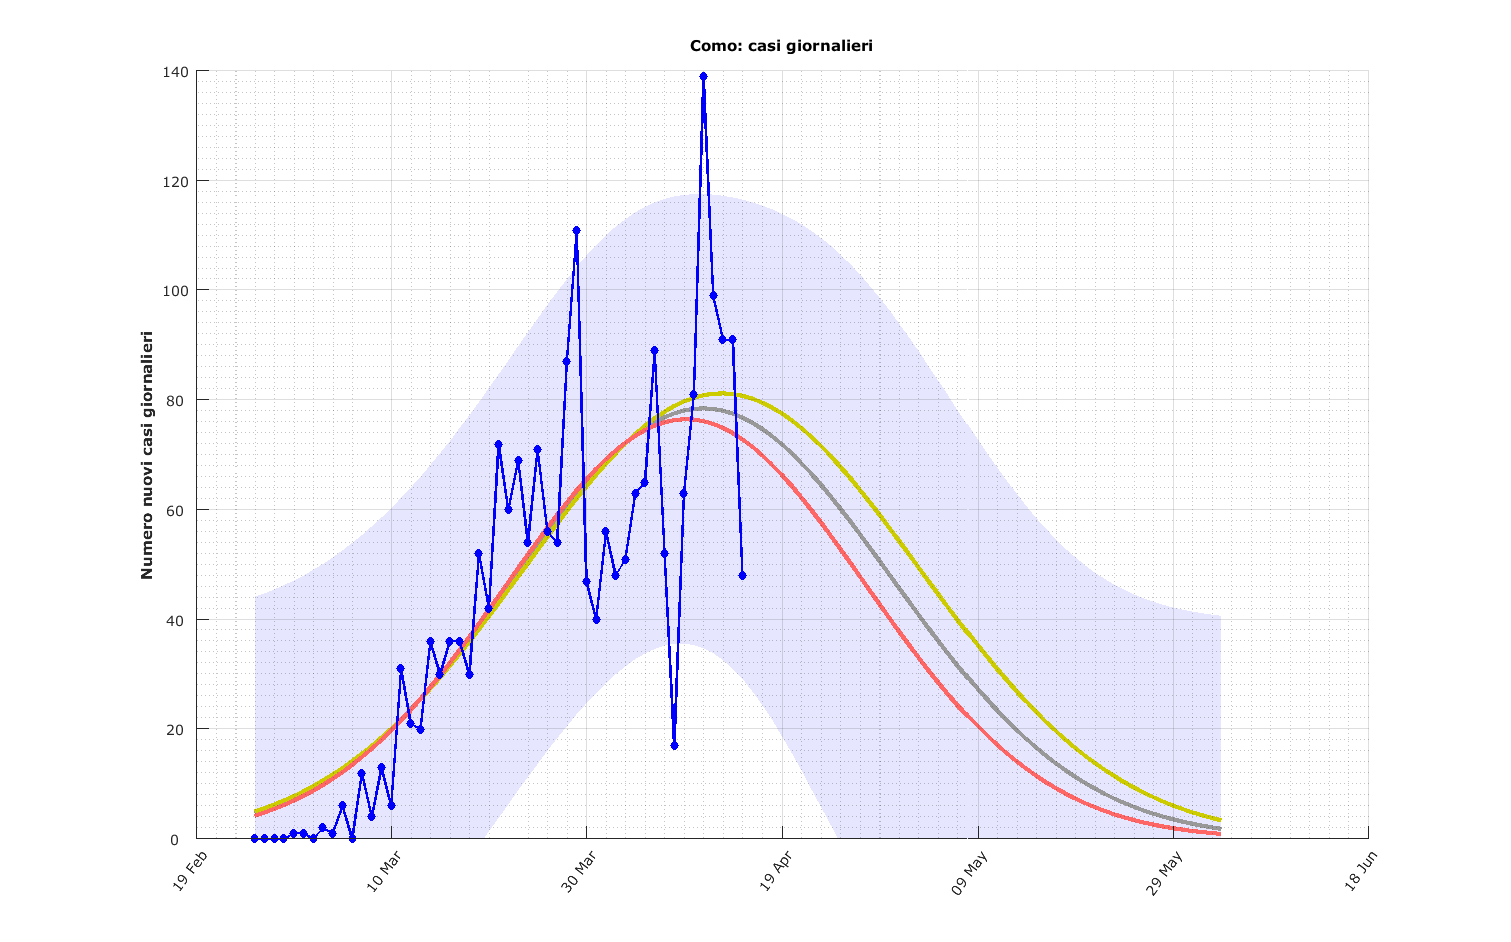 Como: casi giornalieri
Numero nuovi casi giornalieri
140
120
100
80
60
40
20
0
19 Feb
10 Mar
30 Mar
19 Apr
09 May
29 May
18 Jun